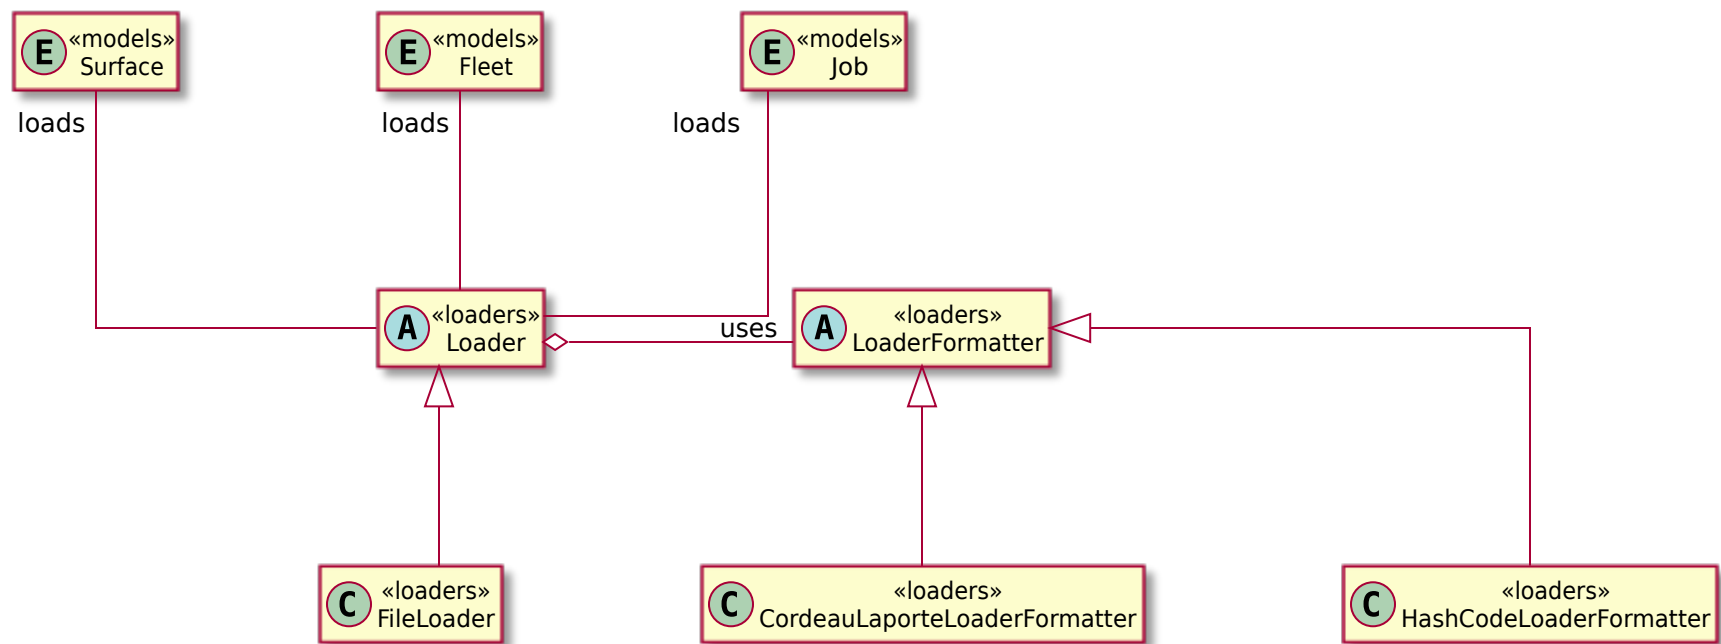 E «models» Surface
E «models» Fleet
E «models» Job
loads
loads
loads
A «loaders» Loader
uses
A «loaders» LoaderFormatter
C «loaders» FileLoader
C «loaders» CordeauLaporteLoaderFormatter
C «loaders» HashCodeLoaderFormatter